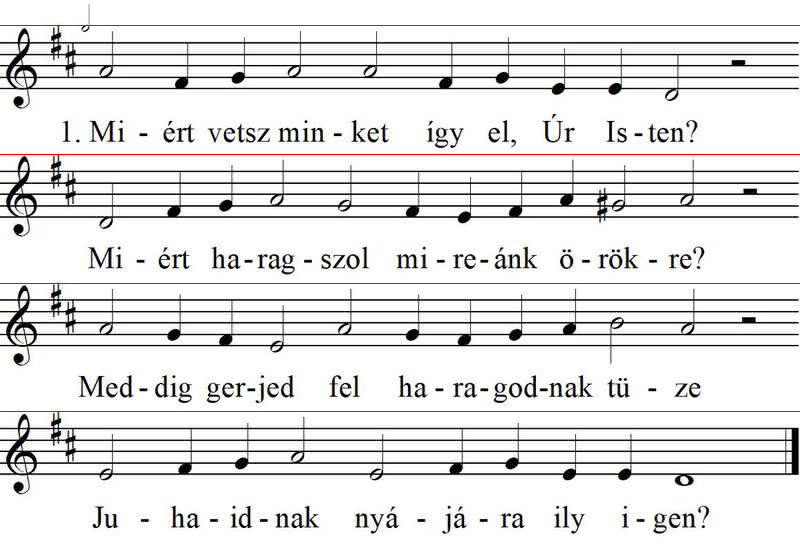 1. Mi - ért vetsz min - ket így el, Úr Is - ten?
Mi - ért ha - rag - szol mi - re - ánk ö - rök - re?
Med - dig ger - jed fel ha - ra - god - nak tü - ze
Ju - ha - id - nak nyá - já - ra ily i - gen?